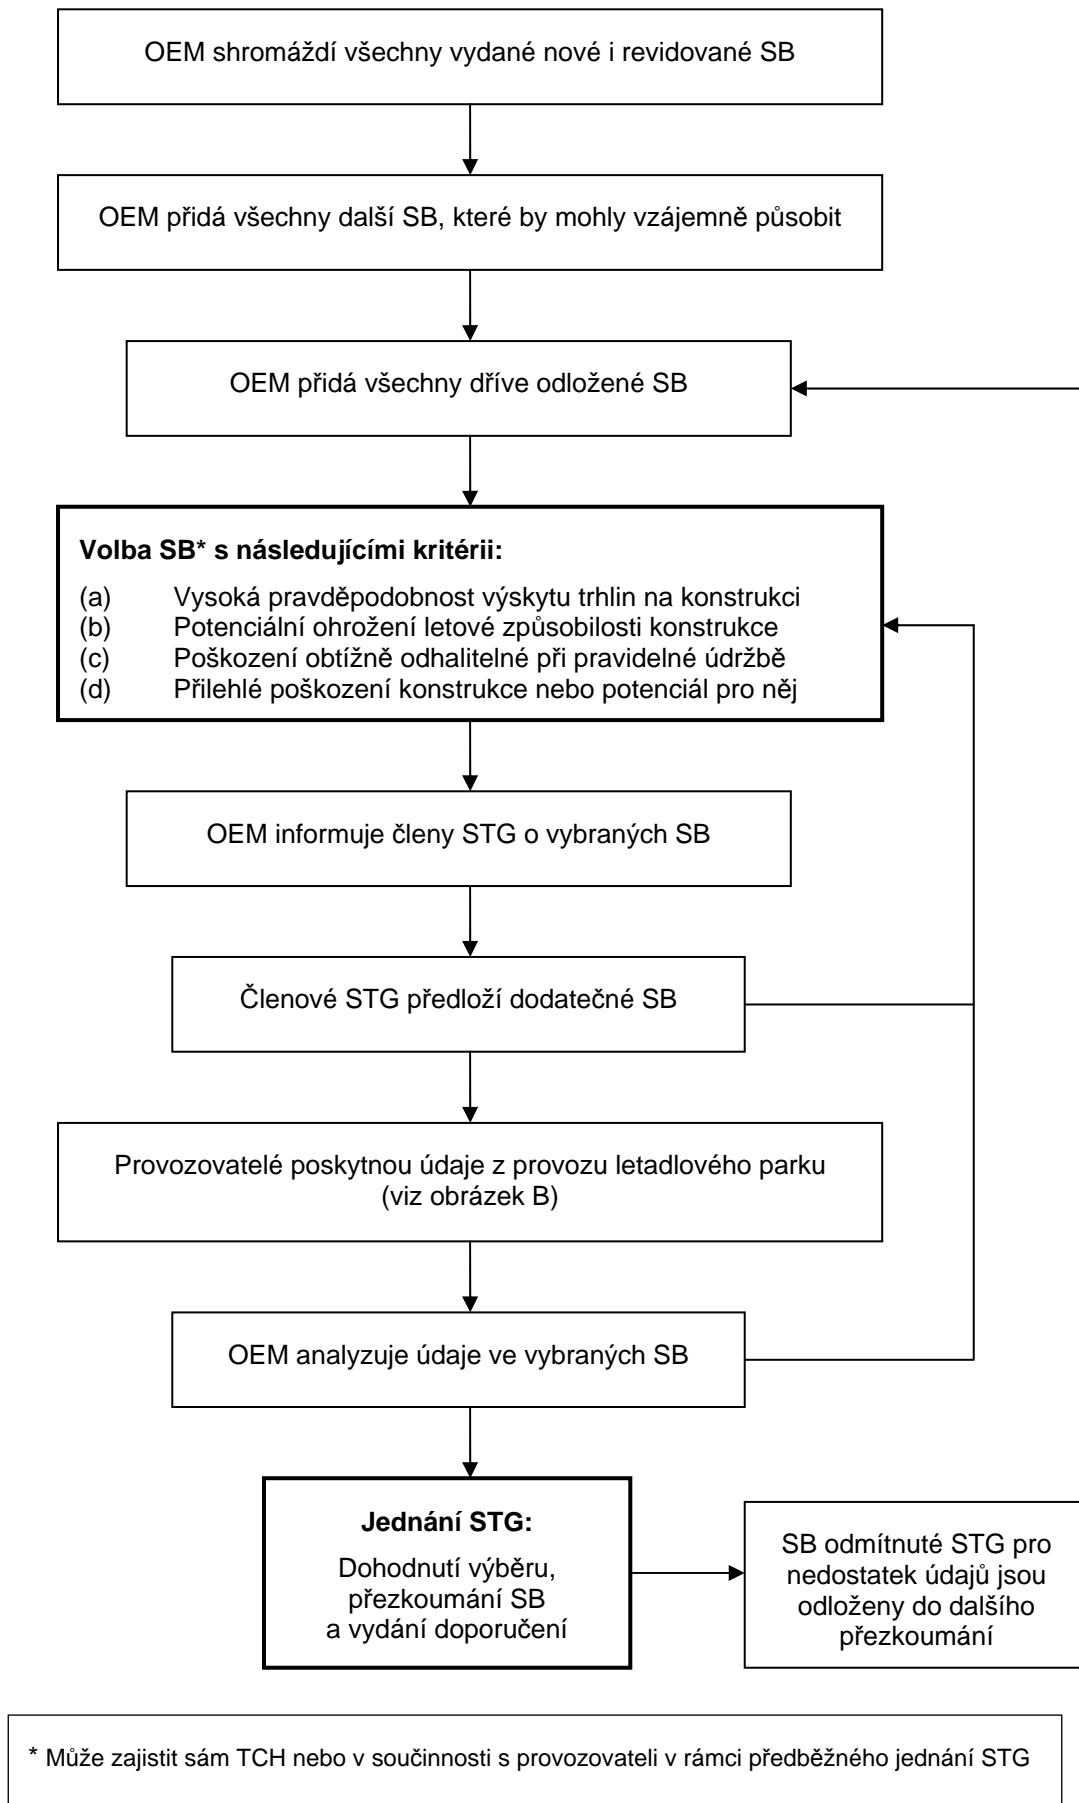 OEM shromáždí všechny vydané nové i revidované SB
OEM přidá všechny další SB, které by mohly vzájemně působit
OEM přidá všechny dříve odložené SB
Volba SB* s následujícími kritérii:
(a) Vysoká pravděpodobnost výskytu trhlin na konstrukci
(b) Potenciální ohrožení letové způsobilosti konstrukce
(c) Poškození obtížně odhalitelné při pravidelné údržbě
(d) Přilehlé poškození konstrukce nebo potenciál pro něj
OEM informuje členy STG o vybraných SB
Členové STG předloží dodatečné SB
Provozovatelé poskytnou údaje z provozu letadlového parku
(viz obrázek B)
OEM analyzuje údaje ve vybraných SB
Jednání STG:
Dohodnutí výběru,
přezkoumání SB
a vydání doporučení
SB odmítnuté STG pro
nedostatek údajů jsou
odloženy do dalšího
přezkoumání
* Může zajistit sám TCH nebo v součinnosti s provozovateli v rámci předběžného jednání STG